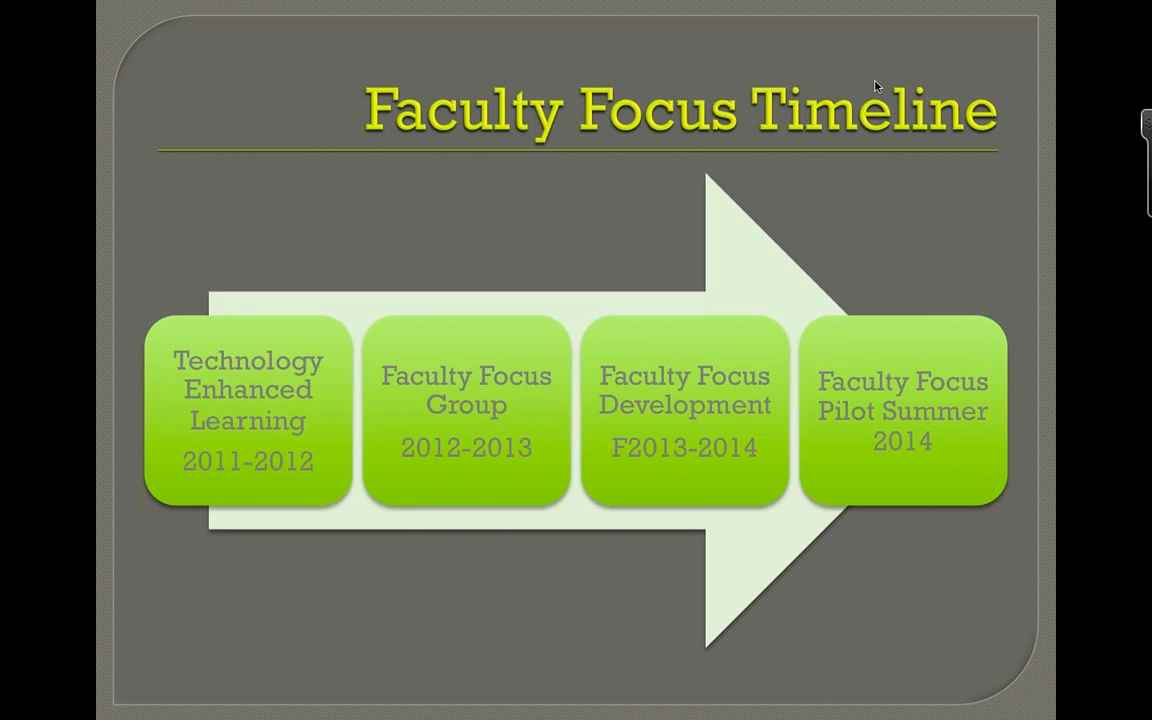 Faculty Focus Timeline
Technology
Enhanced
Learning
2011-2012
Faculty Focus
Group
2012-2013
Faculty Focus
Development
F2013-2014
Faculty Focus
Pilot Summer
2014